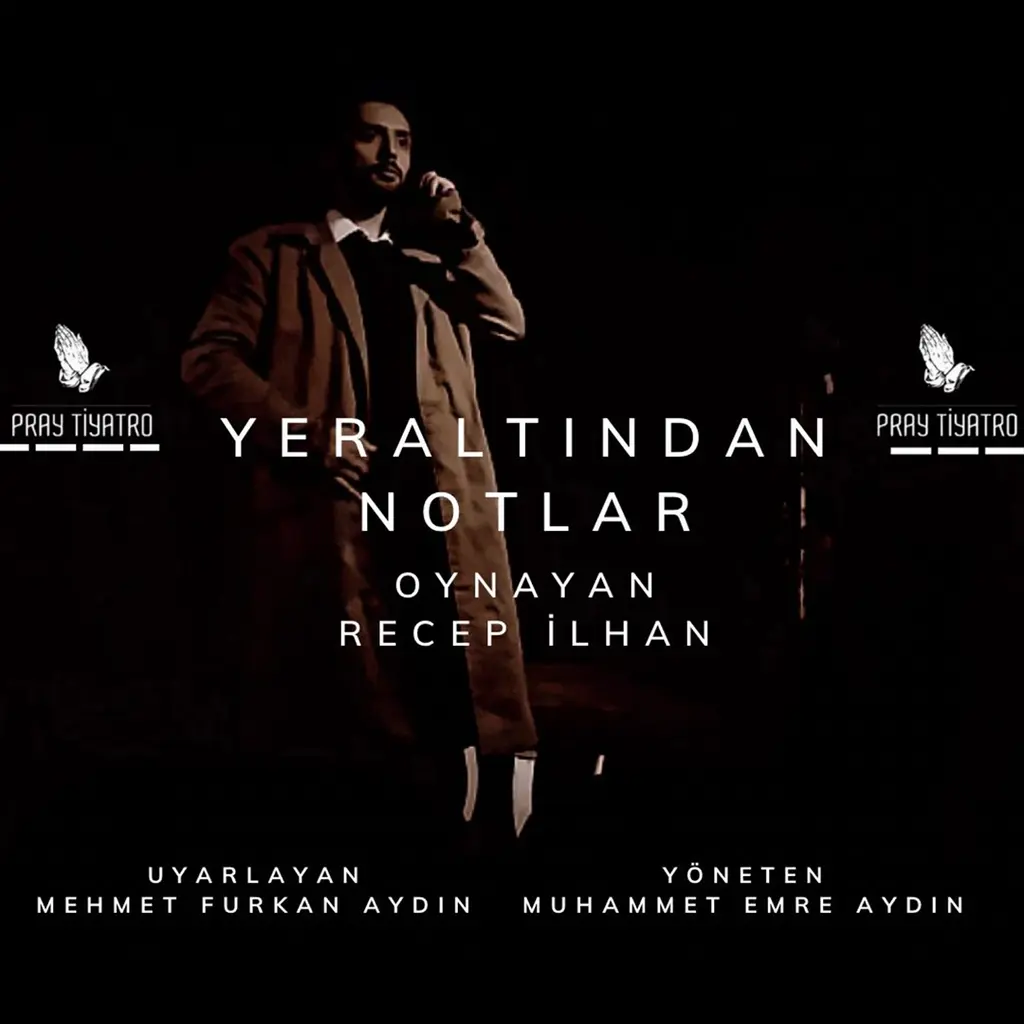 PRAY TİYATRO
PRAY TİYATRO
YERALTINDAN
NOTLAR
OYNAYAN
RECEP İLHAN
UYARLAYAN
MEHMET FURKAN AYDIN
YÖNETEN
MUHAMMET EMRE AYDIN